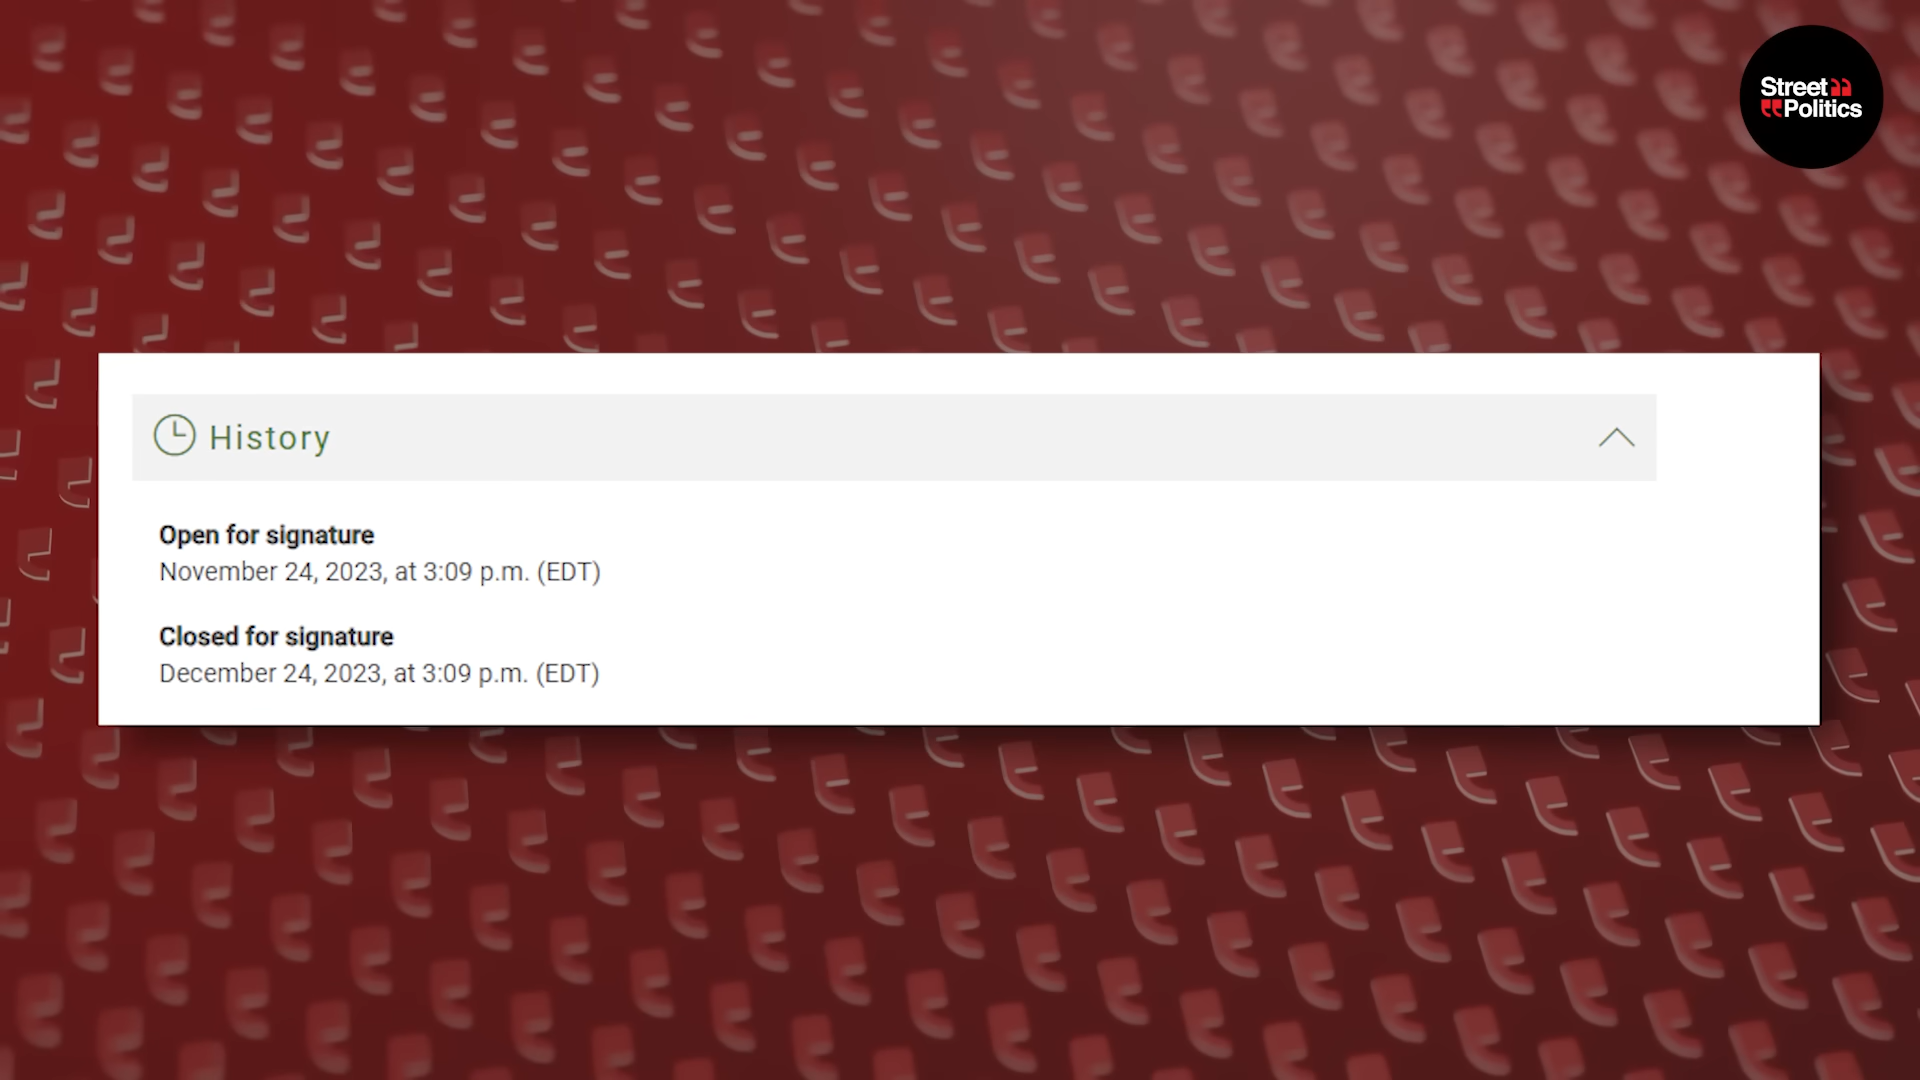 Street
Politics
History
Open for signature
November 24, 2023, at 3:09 p.m. (EDT)
Closed for signature
December 24, 2023, at 3:09 p.m. (EDT)